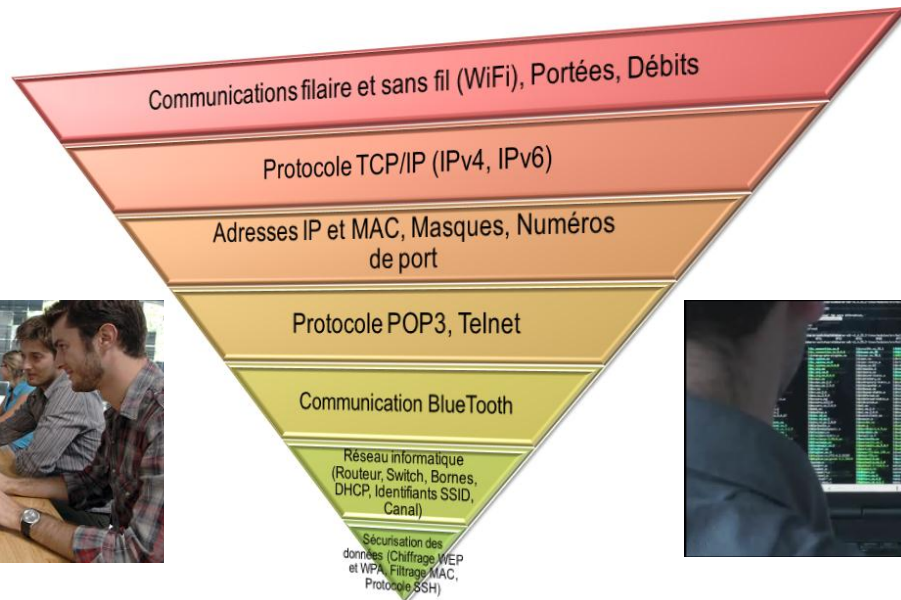 Communications filaire et sans fil (WiFi), Portées, Débits
Protocole TCP/IP (IPv4, IPv6)
Adresses IP et MAC, Masques, Numéros
de port
Protocole POP3, Telnet
Communication BlueTooth
Réseau informatique
(Routeur, Switch, Bornes,
DHCP, Identifiants SSID,
Canal)
Sécurisation des
données (Chiffrage WEP
et WPA, Filtrage MAC,
Protocole SSH)